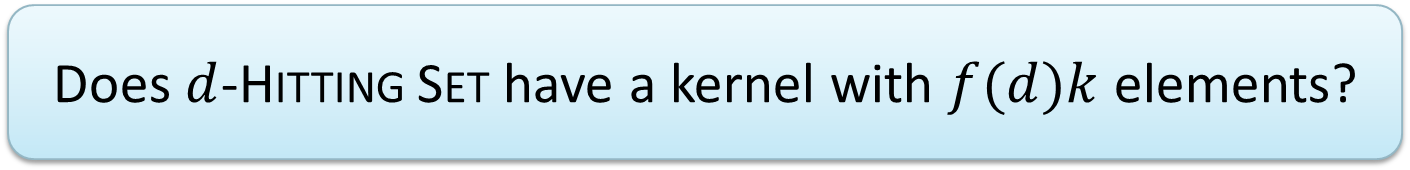 Does d-HITTING SET have a kernel with f(d)k elements?